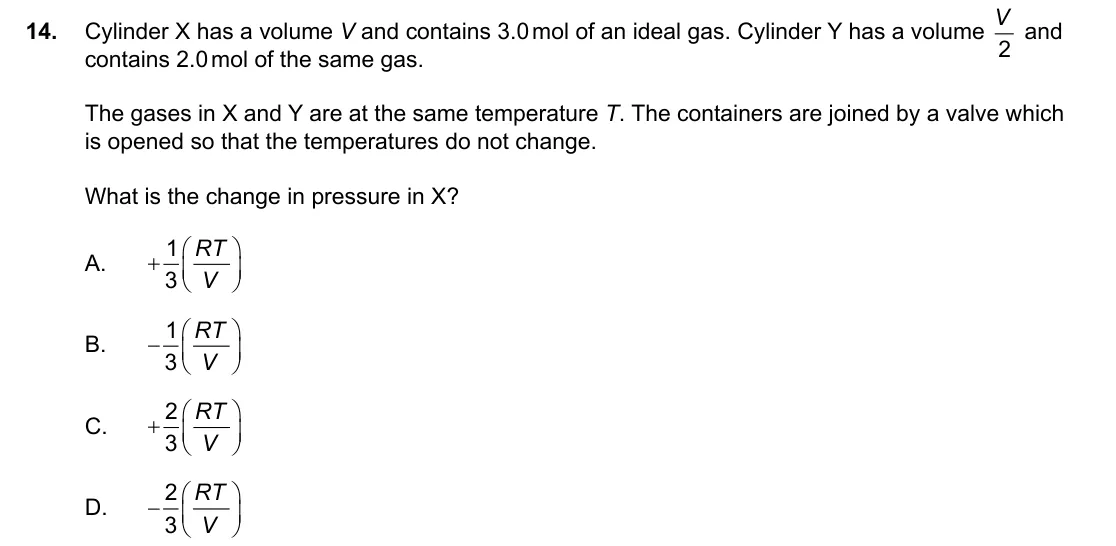 14. Cylinder X has a volume V and contains 3.0 mol of an ideal gas. Cylinder Y has a volume V/2 and
contains 2.0 mol of the same gas.
The gases in X and Y are at the same temperature T. The containers are joined by a valve which
is opened so that the temperatures do not change.
What is the change in pressure in X?
A. +1/3(RT/V)
B. −1/3(RT/V)
C. +2/3(RT/V)
D. −2/3(RT/V)